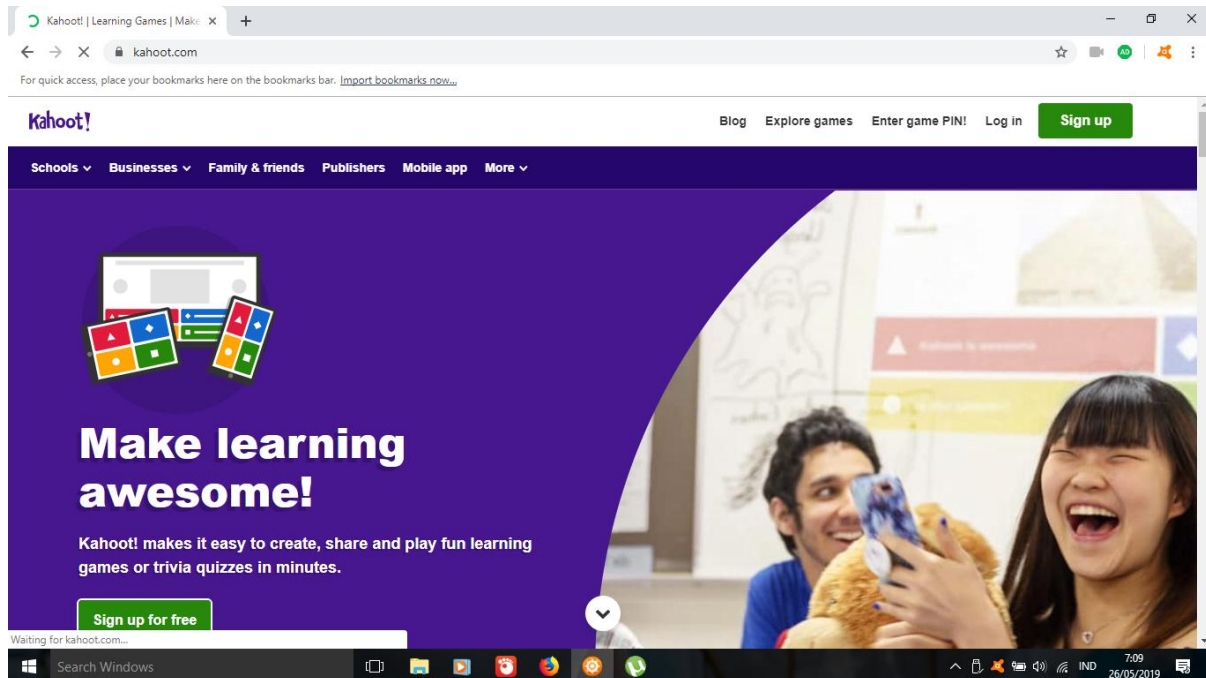 Kahoot! | Learning Games | Make
kahoot.com
For quick access, place your bookmarks here on the bookmarks bar. Import bookmarks now...
Kahoot!
Blog Explore games Enter game PIN! Log in Sign up
Schools Businesses Family & friends Publishers Mobile app More
Make learning
awesome!
Kahoot! makes it easy to create, share and play fun learning
games or trivia quizzes in minutes.
Sign up for free
Waiting for kahoot.com...
Search Windows
IND
7:09
26/05/2019